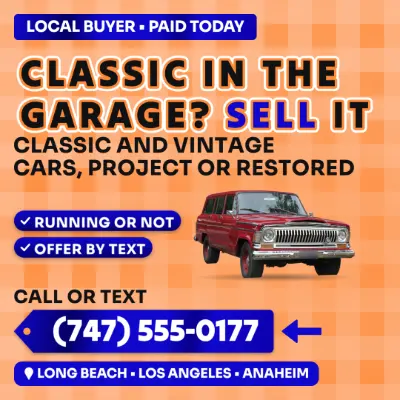 LOCAL BUYER • PAID TODAY
CLASSIC IN THE
GARAGE? SELL IT
CLASSIC AND VINTAGE
CARS, PROJECT OR RESTORED
RUNNING OR NOT
OFFER BY TEXT
CALL OR TEXT
(747) 555-0177
LONG BEACH • LOS ANGELES • ANAHEIM